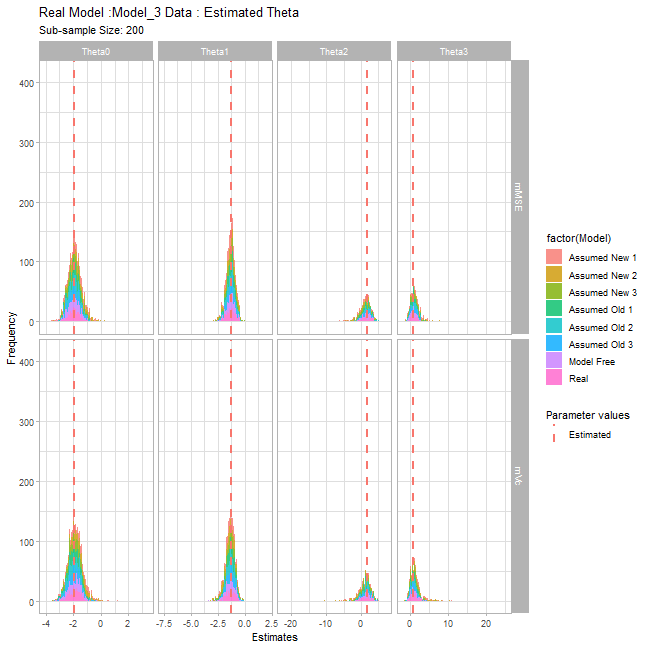 Real Model :Model_3 Data : Estimated Theta
Sub-sample Size: 200
Theta0 Theta1 Theta2 Theta3
400
300
200
100
0
mMSE
Frequency
400
300
200
100
0
mVc
-4 -2 0 2 -7.5 -5.0 -2.5 0.0 2.5 -20 -10 0 0 10 20
Estimates
factor(Model)
Assumed New 1
Assumed New 2
Assumed New 3
Assumed Old 1
Assumed Old 2
Assumed Old 3
Model Free
Real
Parameter values
Estimated